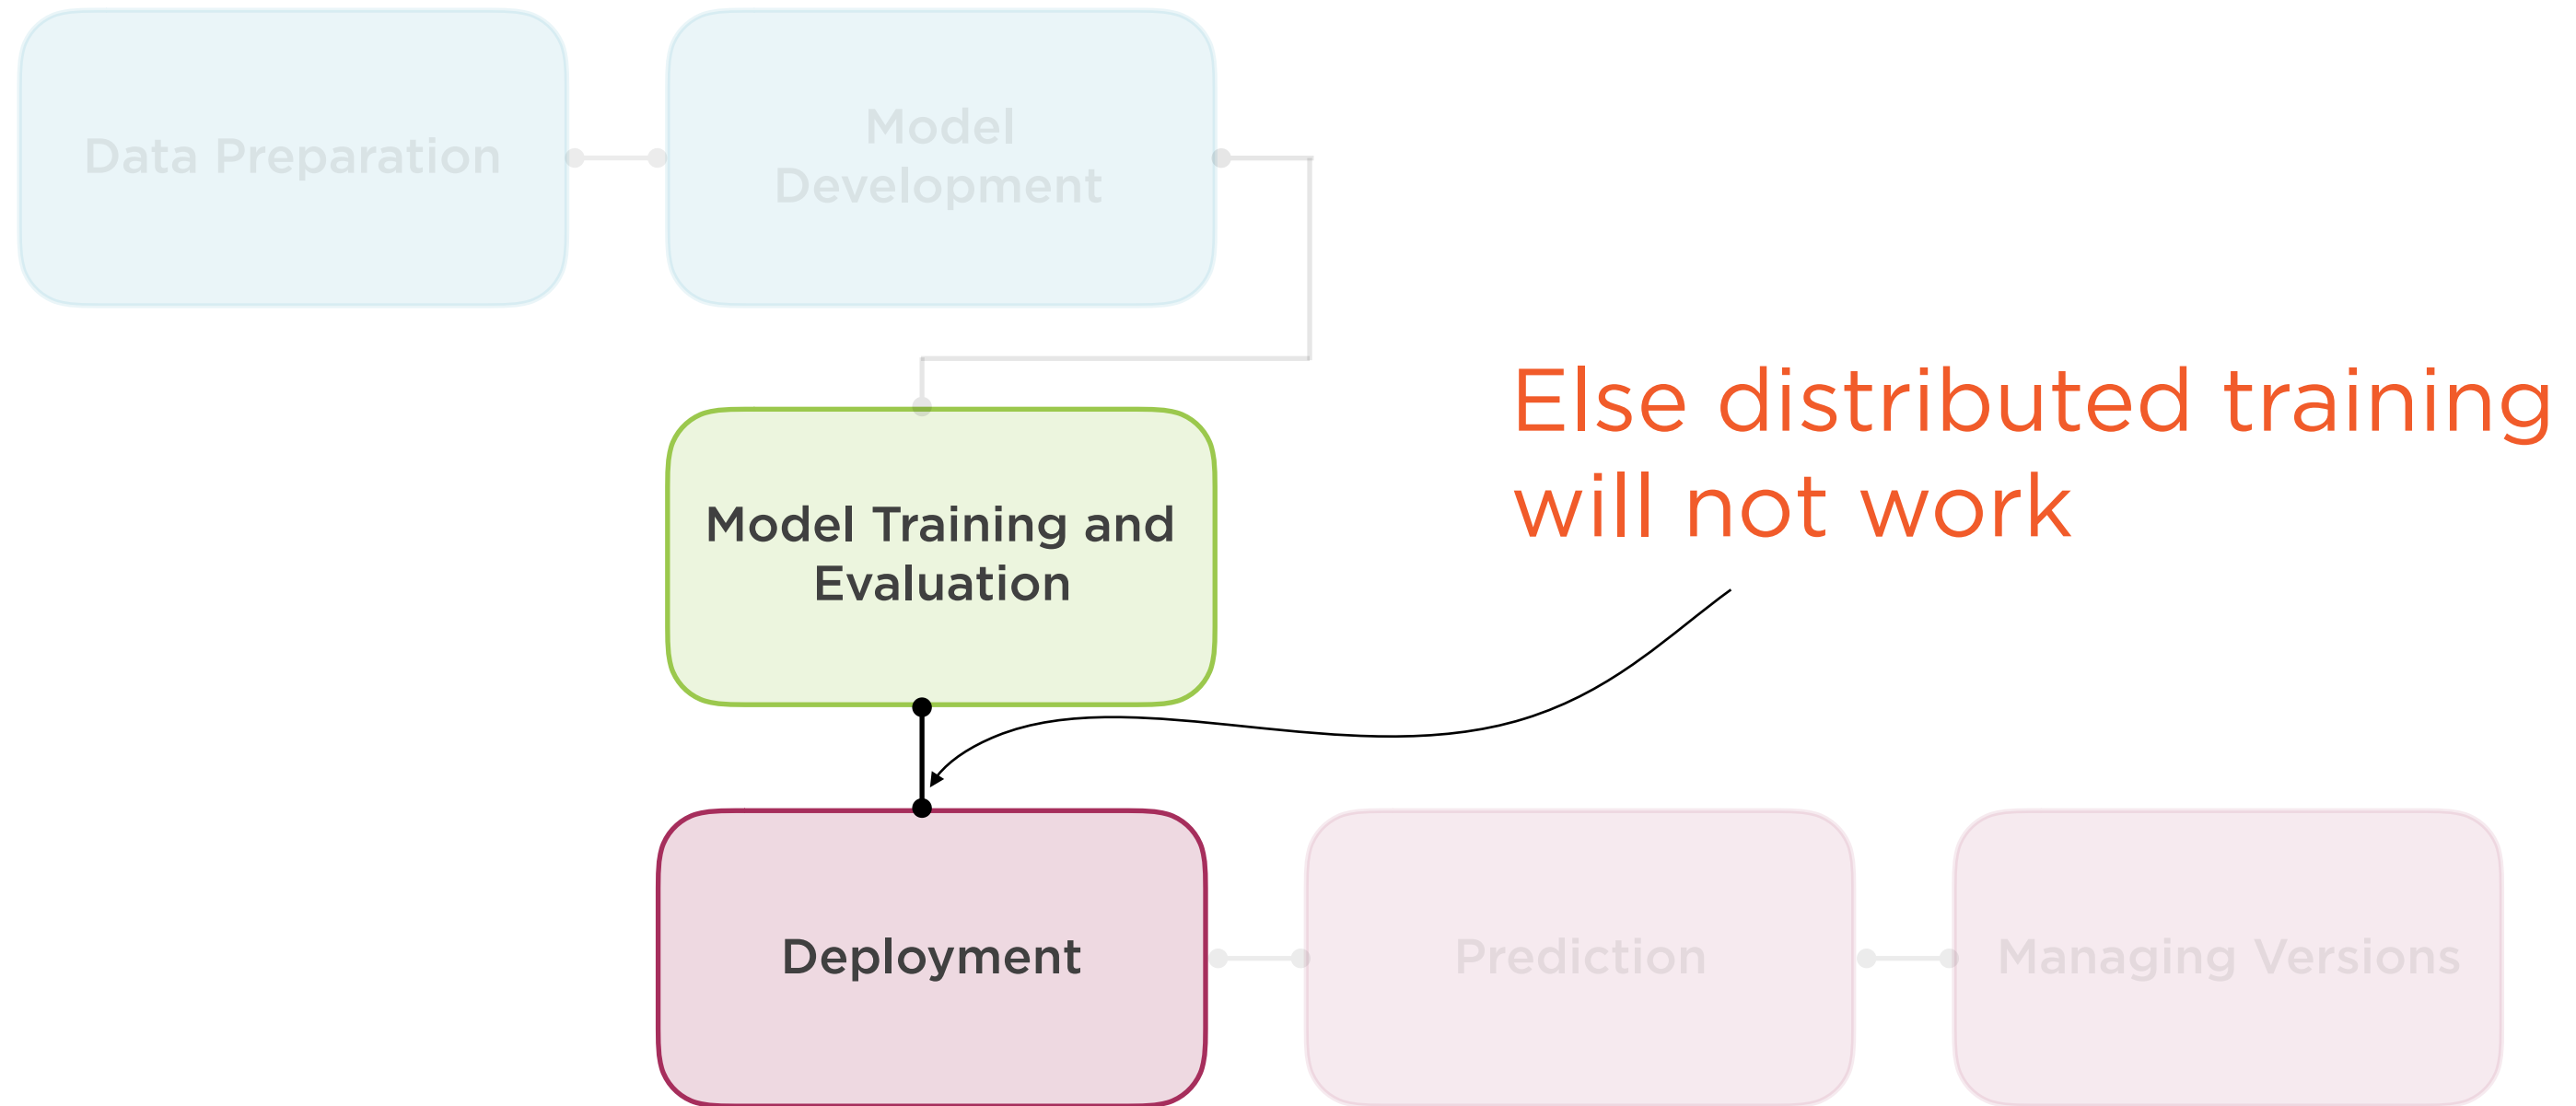 Data Preparation
Model
Development
Else distributed training
will not work
Model Training and
Evaluation
Deployment
Prediction
Managing Versions